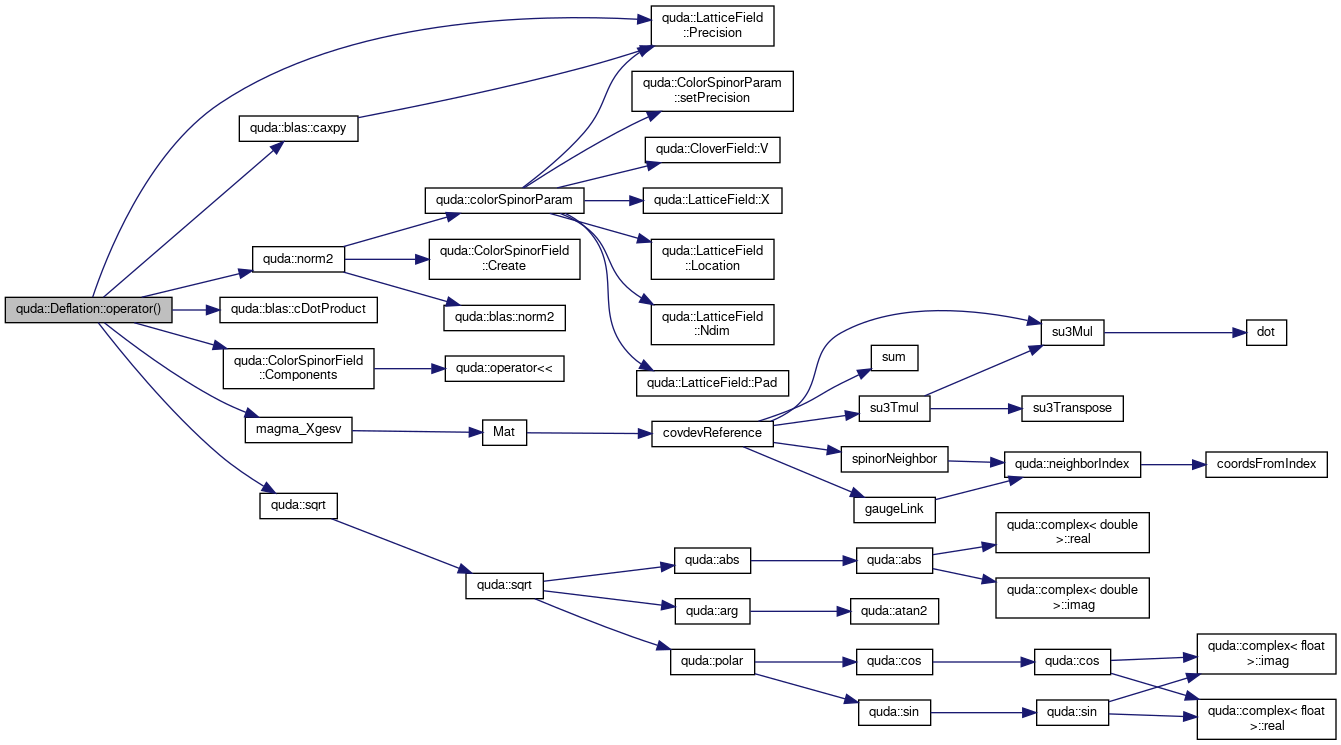 quda::Deflation::operator()
quda::LatticeField
::Precision
quda::blas::caxpy
quda::norm2
quda::blas::cDotProduct
quda::ColorSpinorField
::Components
magma_Xgesv
quda::sqrt
quda::colorSpinorParam
quda::ColorSpinorField
::Create
quda::blas::norm2
quda::operator<<
Mat
quda::sqrt
quda::ColorSpinorParam
::setPrecision
quda::CloverField::V
quda::LatticeField::X
quda::LatticeField
::Location
quda::LatticeField
::Ndim
quda::LatticeField::Pad
covdevReference
quda::abs
quda::arg
quda::polar
sum
su3Tmul
spinorNeighbor
gaugeLink
quda::abs
quda::atan2
quda::cos
quda::sin
su3Mul
su3Transpose
quda::neighborIndex
quda::complex< double
>::real
quda::complex< double
>::imag
quda::cos
quda::sin
dot
coordsFromIndex
quda::complex< float
>::imag
quda::complex< float
>::real